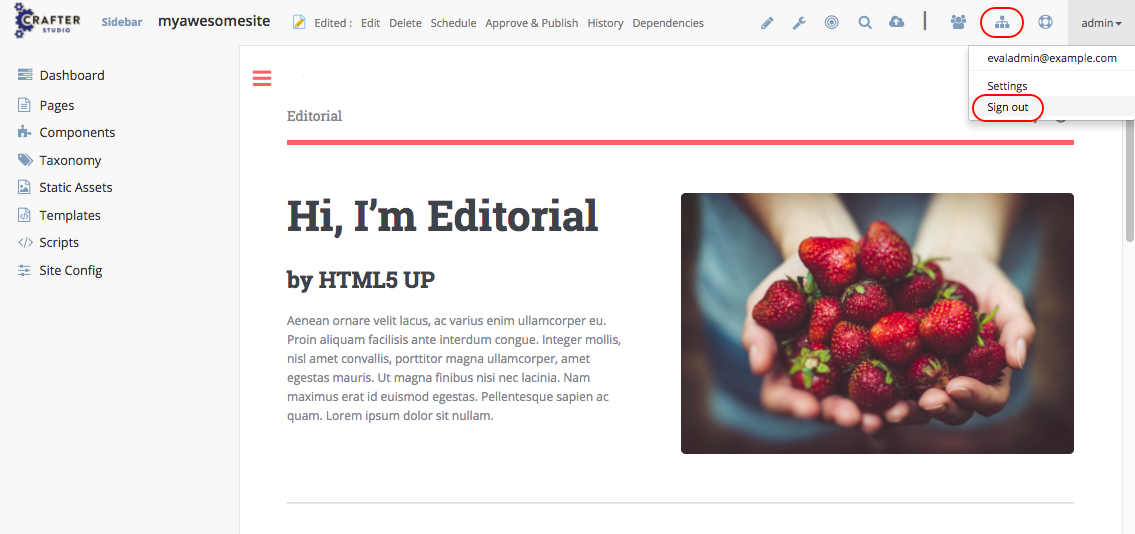 CRAFTER
STUDIO
Sidebar
myawesomesite
Edited : Edit Delete Schedule Approve & Publish History Dependencies
admin
evaladmin@example.com
Settings
Sign out
Dashboard
Pages
Components
Taxonomy
Static Assets
Templates
Scripts
Site Config
Editorial
Hi, I’m Editorial
by HTML5 UP
Aenean ornare velit lacus, ac varius enim ullamcorper eu.
Proin aliquam facilisis ante interdum congue. Integer mollis,
nisl amet convallis, porttitor magna ullamcorper, amet
egestas mauris. Ut magna finibus nisi nec lacinia. Nam
maximus erat id euismod egestas. Pellentesque sapien ac
quam. Lorem ipsum dolor sit nullam.